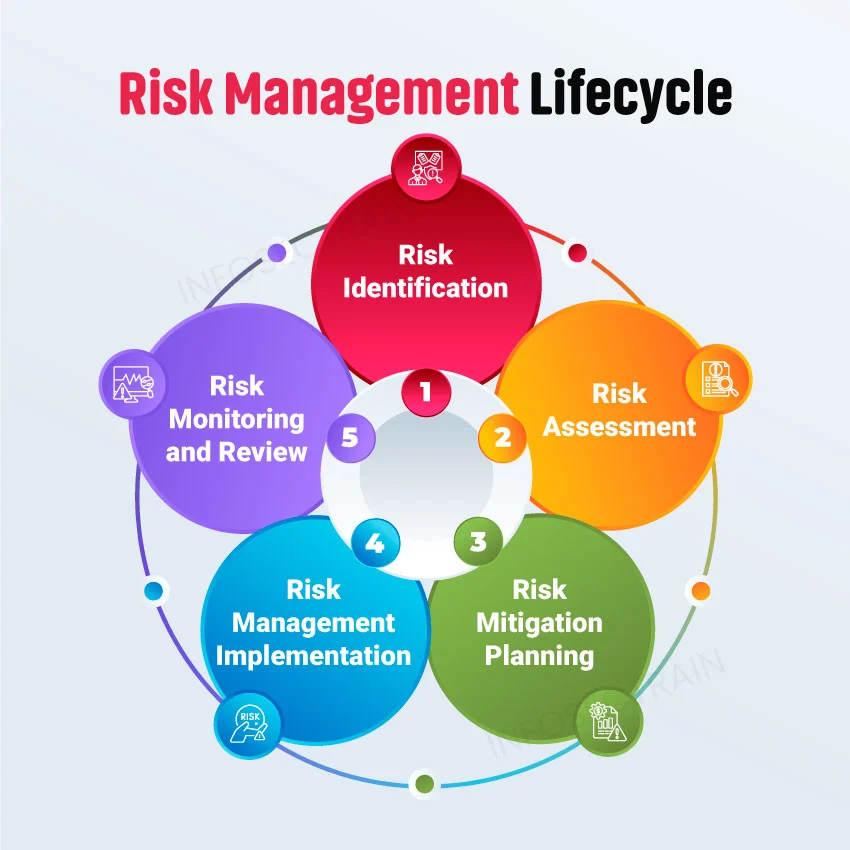 Risk Management Lifecycle
Risk
Identification
1
Risk
Assessment
2
Risk
Mitigation
Planning
3
Risk
Management
Implementation
4
RISK
Risk
Monitoring
and Review
5